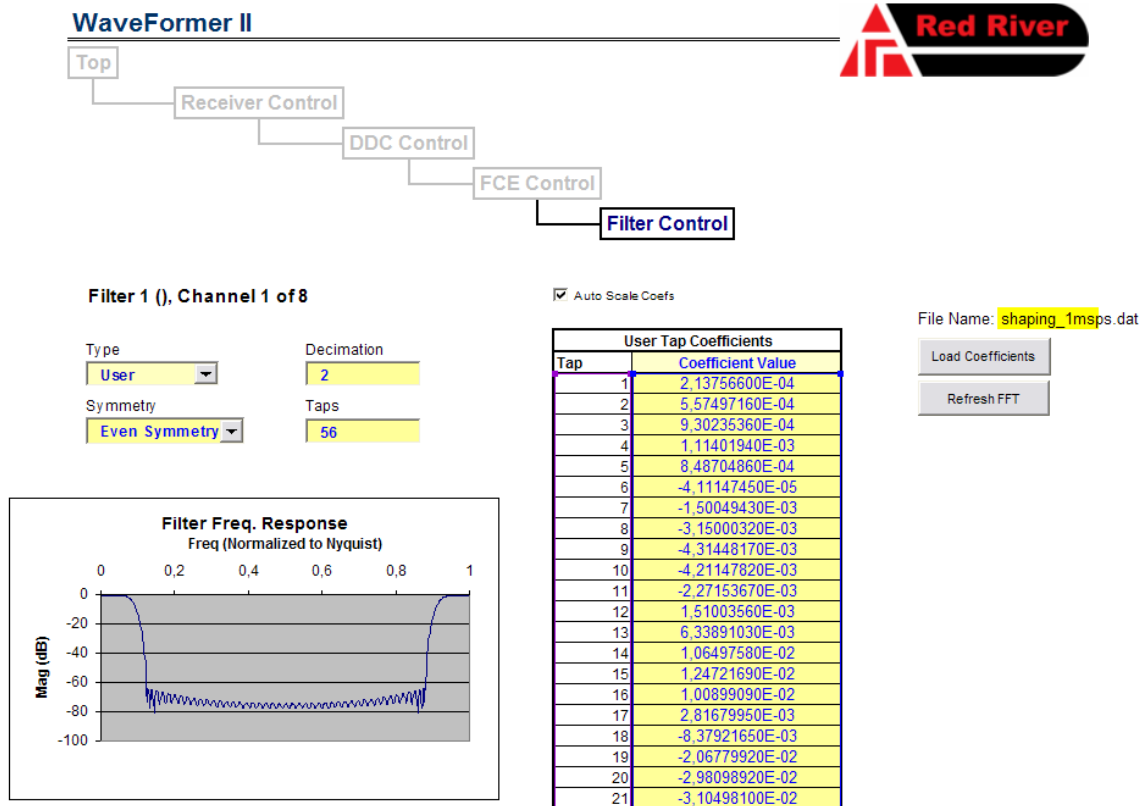 WaveFormer II
Red River
Top
Receiver Control
DDC Control
FCE Control
Filter Control
Filter 1 (), Channel 1 of 8
Type
Decimation
User
2
Symmetry
Taps
Even Symmetry
56
Filter Freq. Response
Freq (Normalized to Nyquist)
0 0,2 0,4 0,6 0,8 1
0
-20
-40
-60
-80
-100
Mag (dB)
Auto Scale Coefs
User Tap Coefficients
Tap Coefficient Value
1 2,13756600E-04
2 5,57497160E-04
3 9,30235360E-04
4 1,11401940E-03
5 8,48704860E-04
6 -4,11147450E-05
7 -1,50049430E-03
8 -3,15000320E-03
9 -4,31448170E-03
10 -4,21147820E-03
11 -2,27153670E-03
12 1,51003560E-03
13 6,33891030E-03
14 1,06497580E-02
15 1,24721690E-02
16 1,00899090E-02
17 2,81679950E-03
18 -8,37921650E-03
19 -2,06779920E-02
20 -2,98098920E-02
21 -3,10498100E-02
File Name: shaping_1msps.dat
Load Coefficients
Refresh FFT